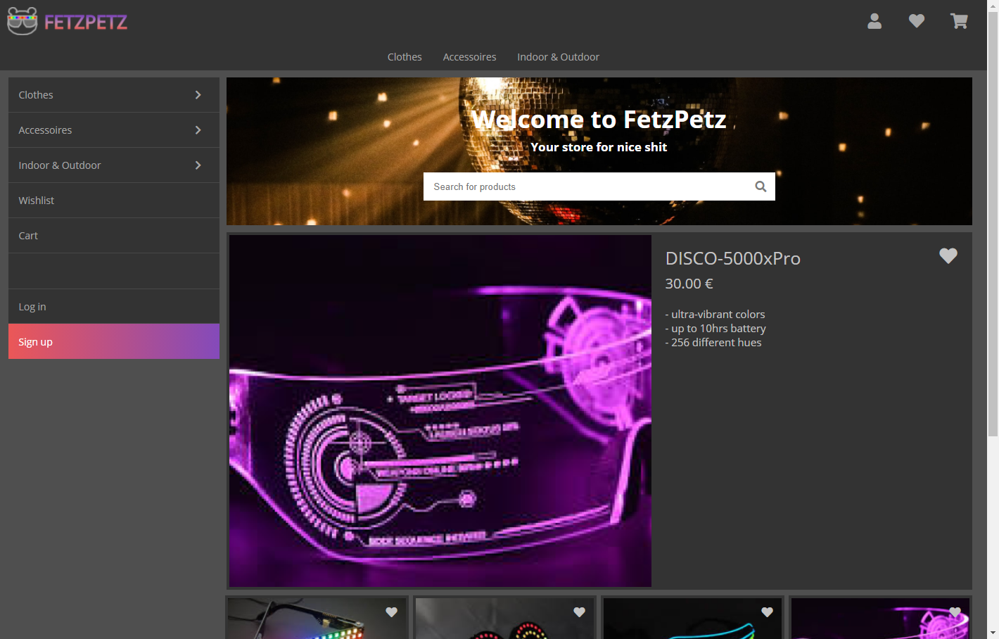 FETZPETZ
Clothes
Accessoires
Indoor & Outdoor
Clothes
Accessoires
Indoor & Outdoor
Wishlist
Cart
Log in
Sign up
Welcome to FetzPetz
Your store for nice shit
Search for products
DISCO-5000xPro
30.00 €
- ultra-vibrant colors
- up to 10hrs battery
- 256 different hues
TARGET LOCKED